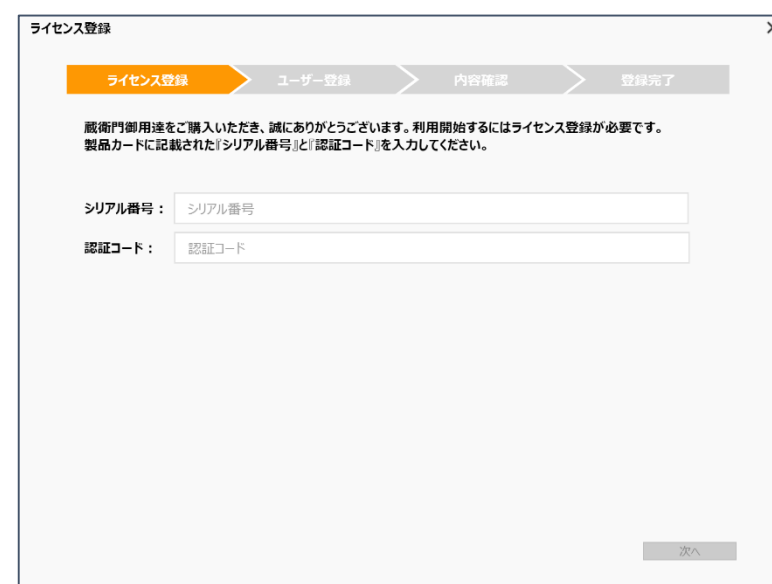 ライセンス登録
ライセンス登録
ユーザー登録
内容確認
登録完了
蔵衛門御用達をご購入いただき、誠にありがとうございます。利用開始するにはライセンス登録が必要です。
製品カードに記載された『シリアル番号』と『認証コード』を入力してください。
シリアル番号： シリアル番号
認証コード： 認証コード
次へ